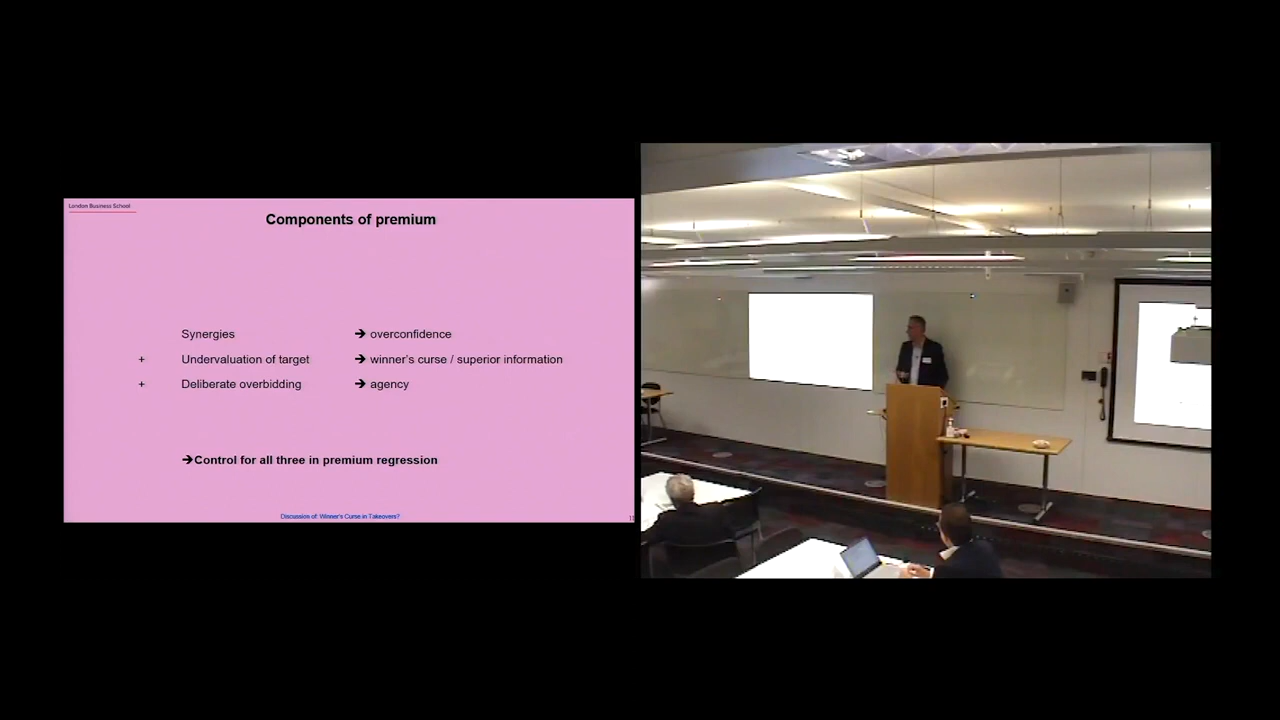 London Business School
Components of premium
Synergies → overconfidence
+ Undervaluation of target → winner's curse / superior information
+ Deliberate overbidding → agency
→Control for all three in premium regression
Discussion of: Winner's Curse in Takeovers?